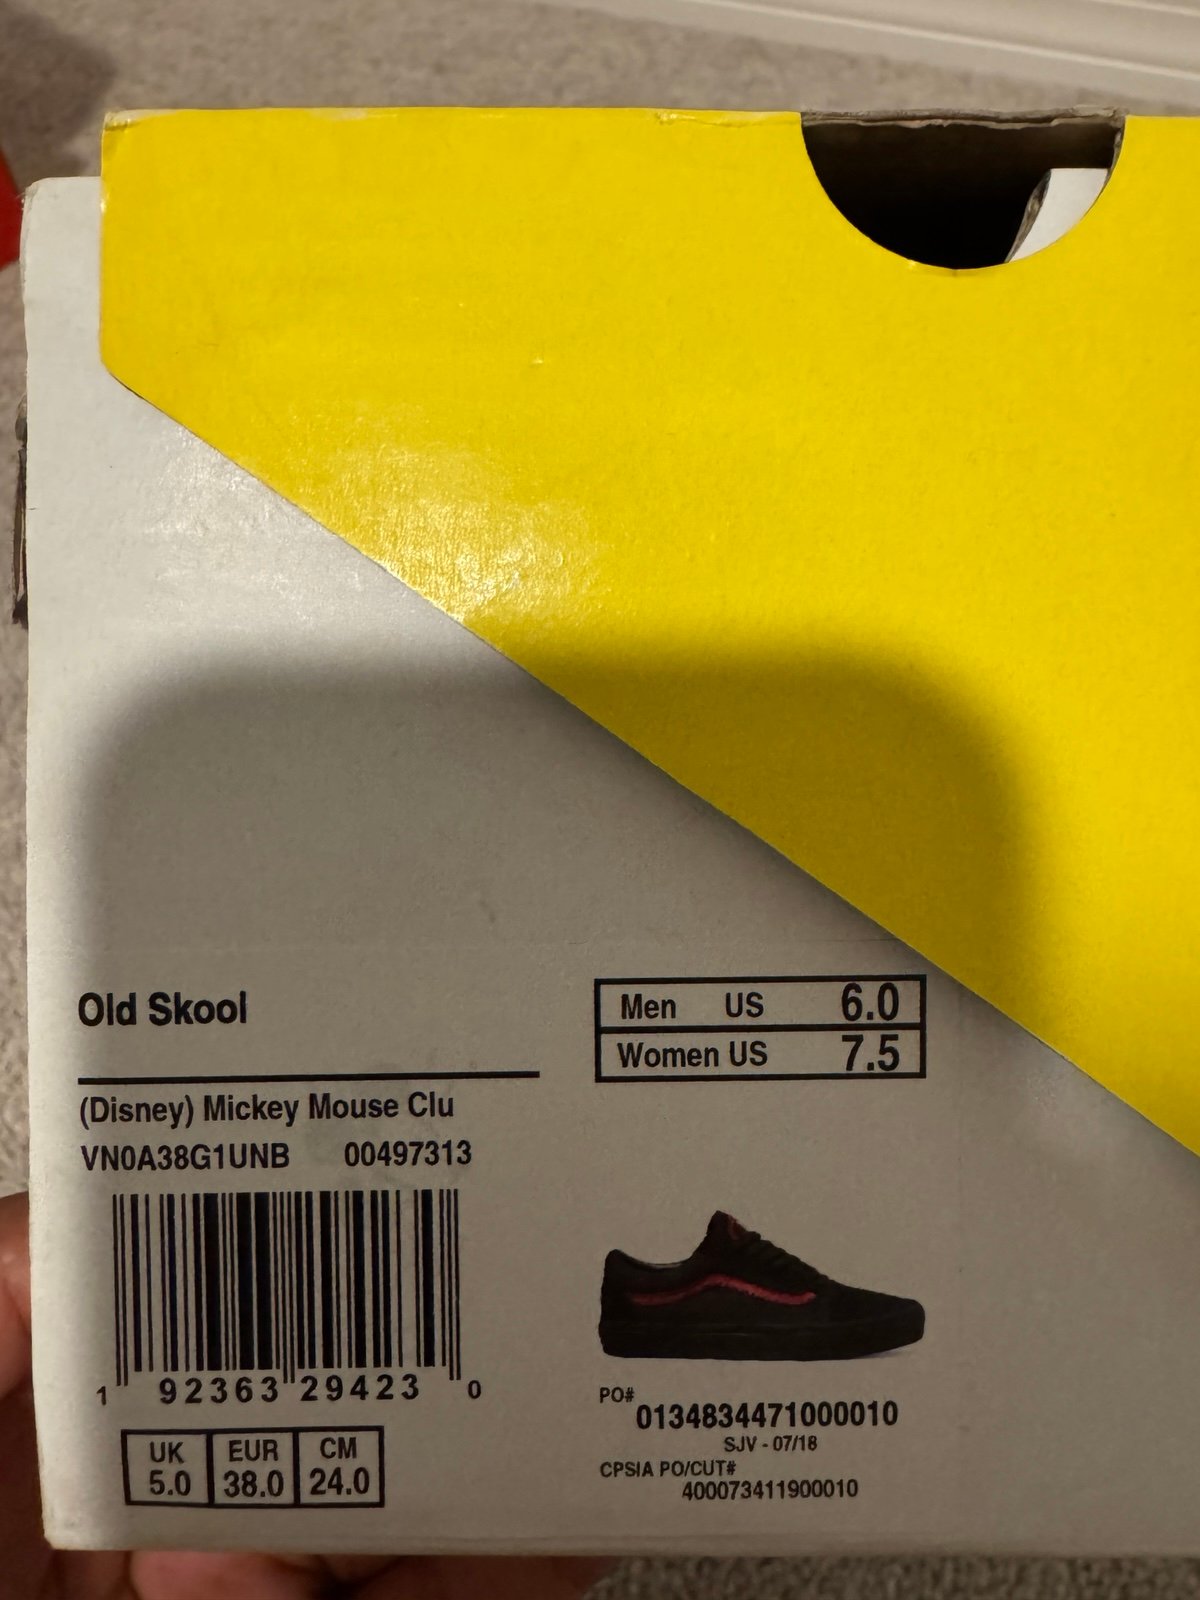 Old Skool
Men US 6.0
Women US 7.5
(Disney) Mickey Mouse Clu
VN0A38G1UNB 00497313
1 92363 29423 0
UK EUR CM
5.0 38.0 24.0
PO#
0134834471000010
SJV - 07/18
CPSIA PO/CUT#
400073411900010